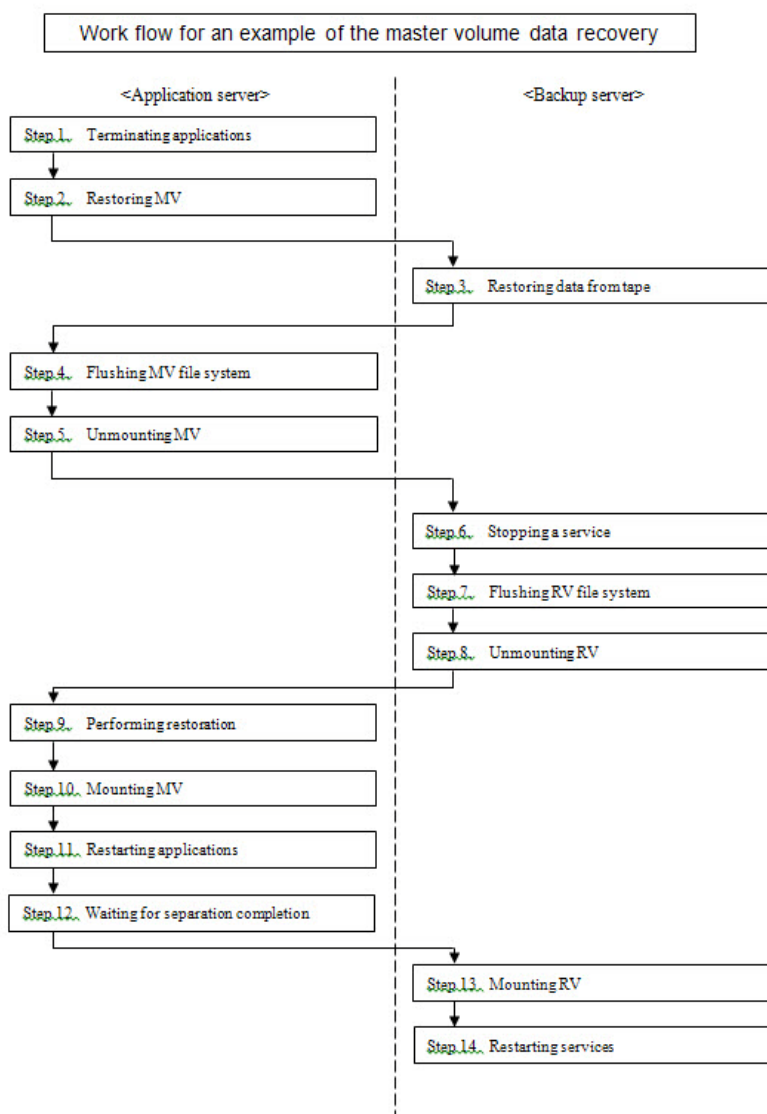 Work flow for an example of the master volume data recovery
<Application server>
<Backup server>
Step.1. Terminating applications
Step.2. Restoring MV
Step.3. Restoring data from tape
Step.4. Flushing MV file system
Step.5. Unmounting MV
Step.6. Stopping a service
Step.7. Flushing RV file system
Step.8. Unmounting RV
Step.9. Performing restoration
Step.10. Mounting MV
Step.11. Restarting applications
Step.12. Waiting for separation completion
Step.13. Mounting RV
Step.14. Restarting services